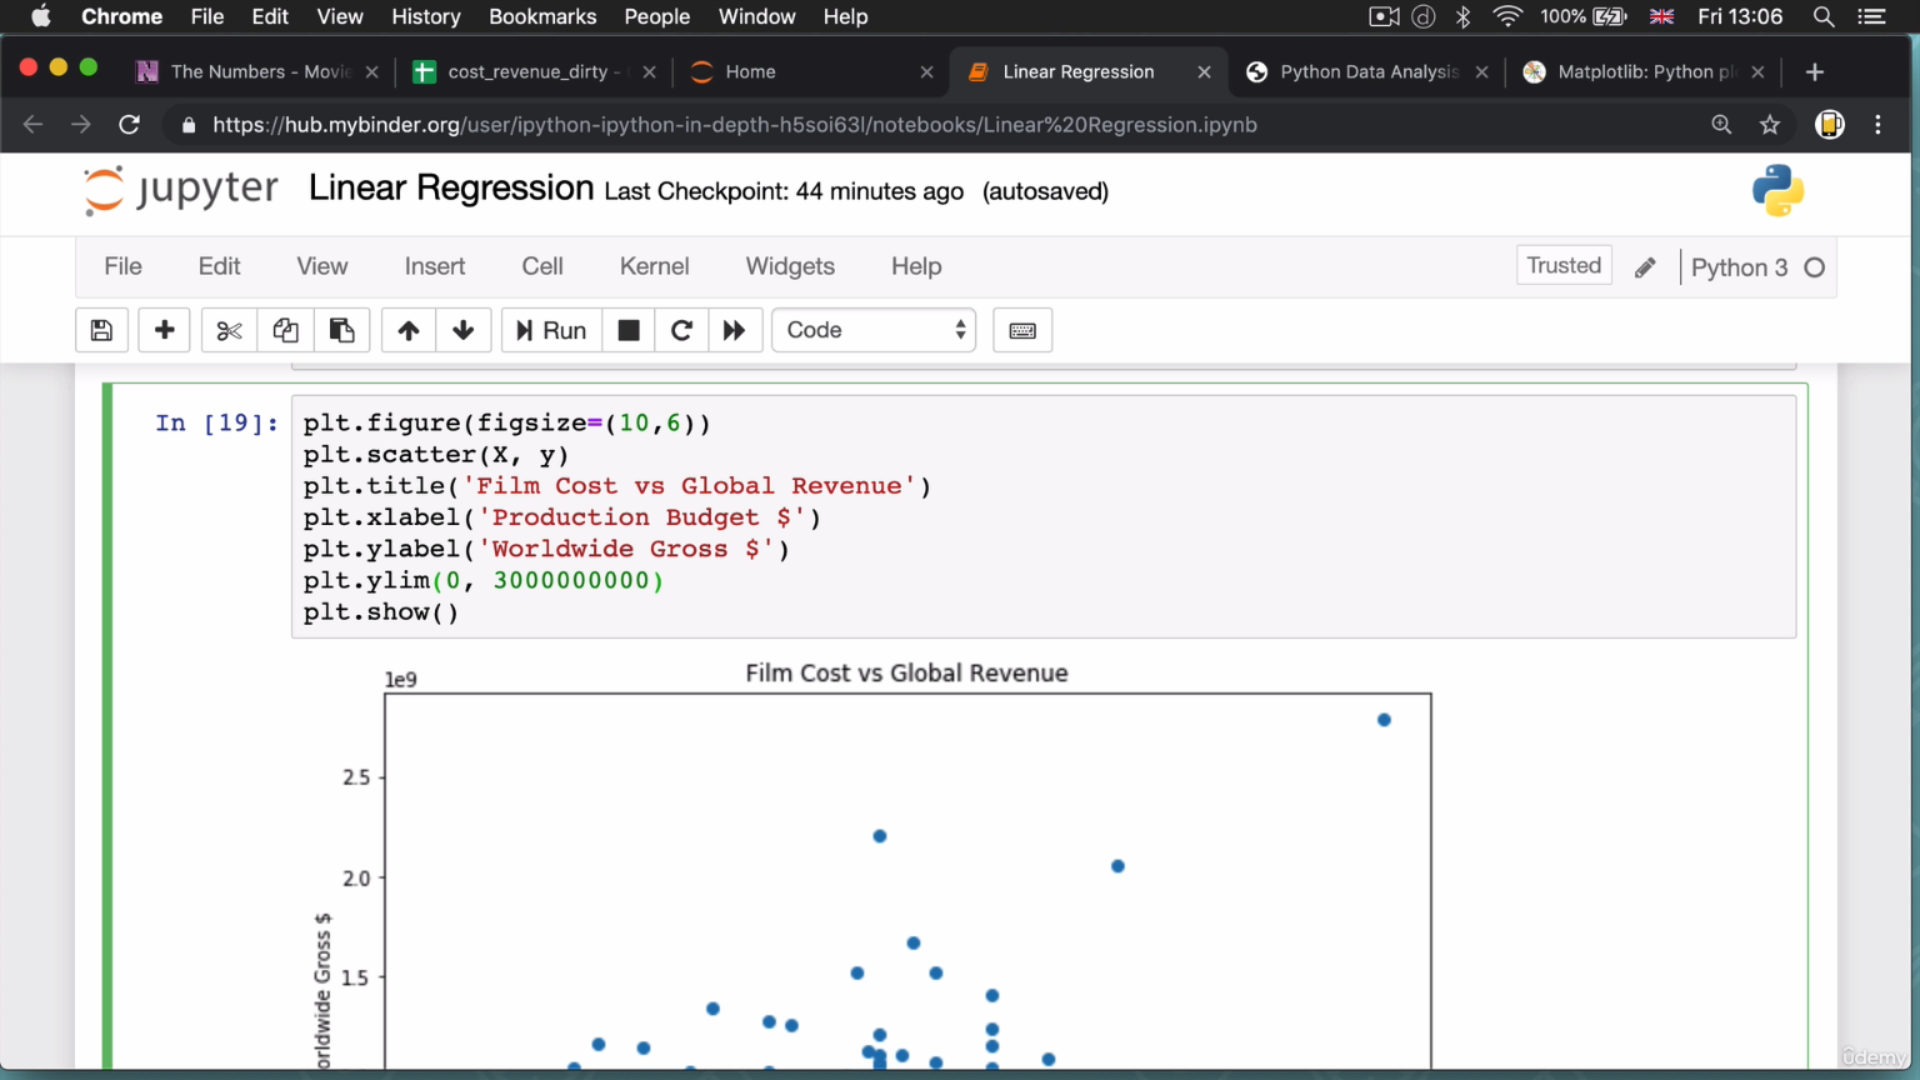 Chrome File Edit View History Bookmarks People Window Help 100% Fri 13:06
The Numbers - Movie cost_revenue_dirty - Home Linear Regression Python Data Analysis Matplotlib: Python pl
https://hub.mybinder.org/user/ipython-ipython-in-depth-h5soi63l/notebooks/Linear%20Regression.ipynb
jupyter Linear Regression Last Checkpoint: 44 minutes ago (autosaved)
File Edit View Insert Cell Kernel Widgets Help Trusted Python 3
Run Code
In [19]: plt.figure(figsize=(10,6))
plt.scatter(X, y)
plt.title('Film Cost vs Global Revenue')
plt.xlabel('Production Budget $')
plt.ylabel('Worldwide Gross $')
plt.ylim(0, 3000000000)
plt.show()
1e9 Film Cost vs Global Revenue
2.5
2.0
1.5
orldwide Gross $
ûdemy